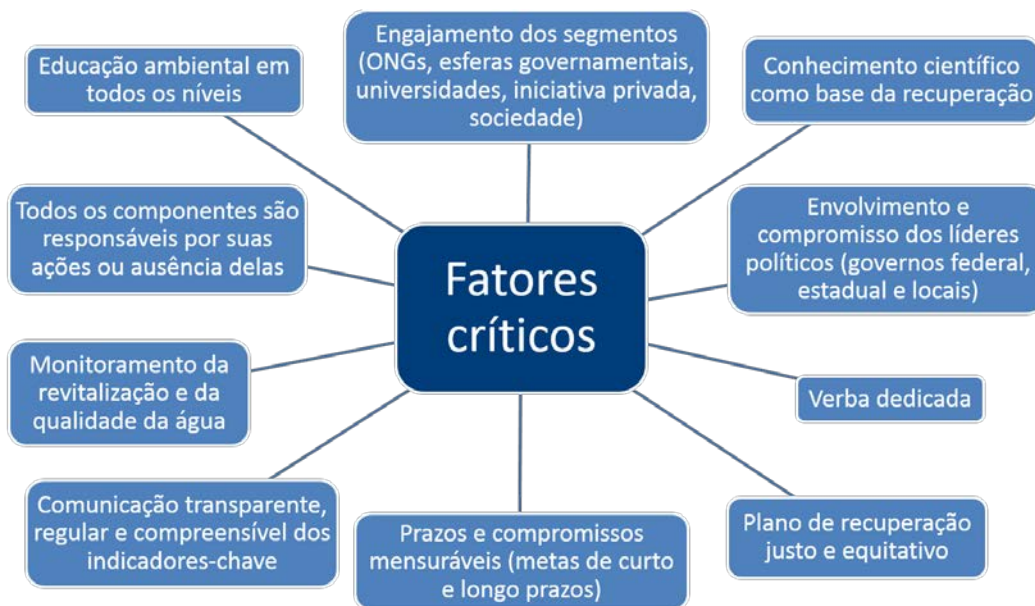 Educação ambiental em
todos os níveis
Engajamento dos segmentos
(ONGs, esferas governamentais,
universidades, iniciativa privada,
sociedade)
Conhecimento científico
como base da recuperação
Todos os componentes são
responsáveis por suas
ações ou ausência delas
Fatores
críticos
Envolvimento e
compromisso dos líderes
políticos (governos federal,
estadual e locais)
Monitoramento da
revitalização e da
qualidade da água
Verba dedicada
Comunicação transparente,
regular e compreensível dos
indicadores-chave
Prazos e compromissos
mensuráveis (metas de curto
e longo prazos)
Plano de recuperação
justo e equitativo